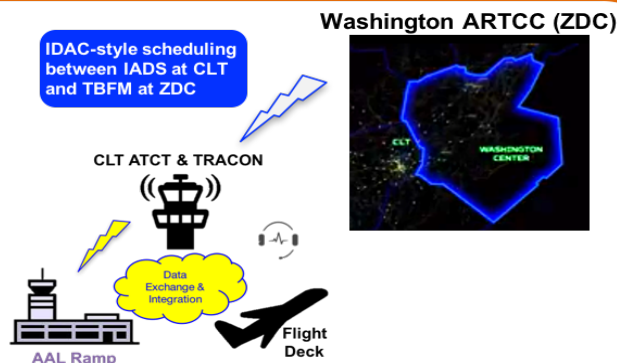 Washington ARTCC (ZDC)
IDAC-style scheduling
between IADS at CLT
and TBFM at ZDC
CLT
WASHINGTON
CENTER
CLT ATCT & TRACON
Data
Exchange &
Integration
Flight
Deck
AAL Ramp